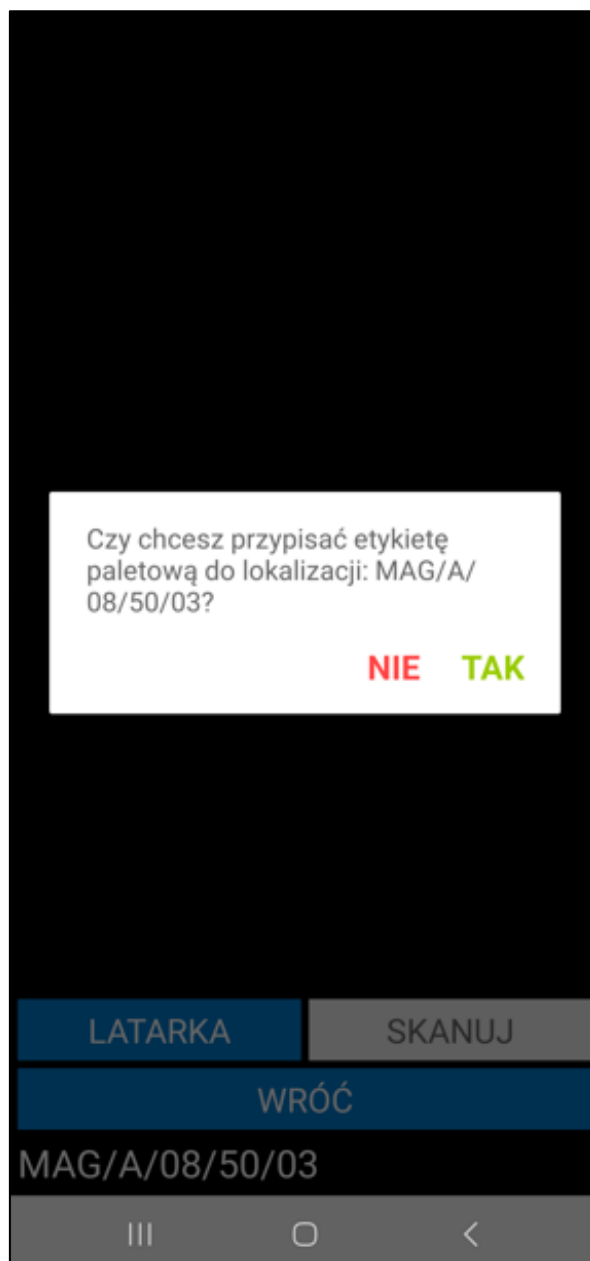 Czy chcesz przypisać etykietę
paletową do lokalizacji: MAG/A/
08/50/03?
NIE TAK
LATARKA SKANUJ
WRÓĆ
MAG/A/08/50/03